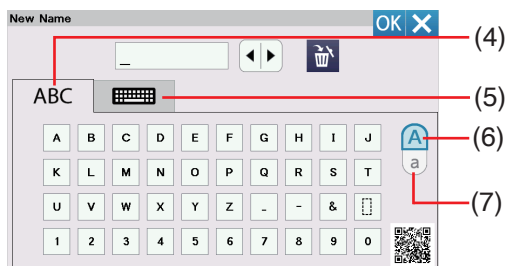 New Name
OK
(4)
_
ABC
(5)
A B C D E F G H I J
A
(6)
K L M N O P Q R S T
a
U V W X Y Z _ - & 
(7)
1 2 3 4 5 6 7 8 9 0